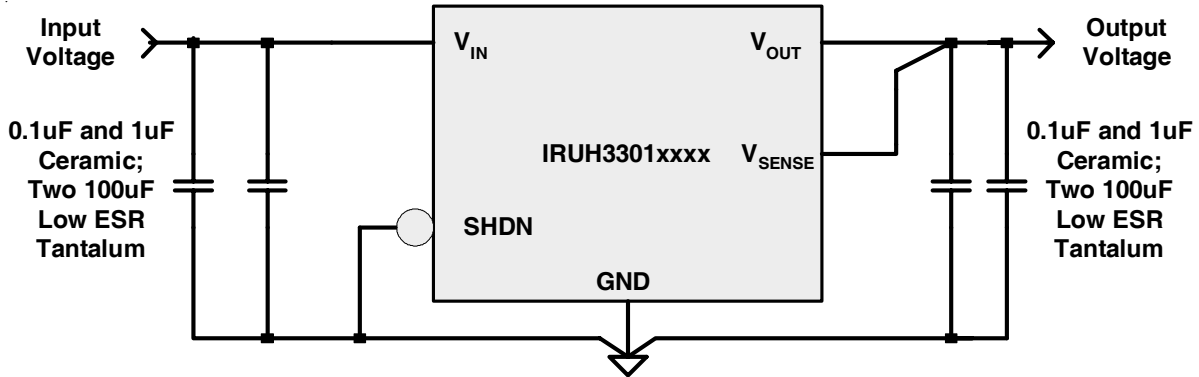 Input
Voltage
0.1uF and 1uF
Ceramic;
Two 100uF
Low ESR
Tantalum
VIN
VOUT
IRUH3301xxxx
VSENSE
SHDN
GND
Output
Voltage
0.1uF and 1uF
Ceramic;
Two 100uF
Low ESR
Tantalum